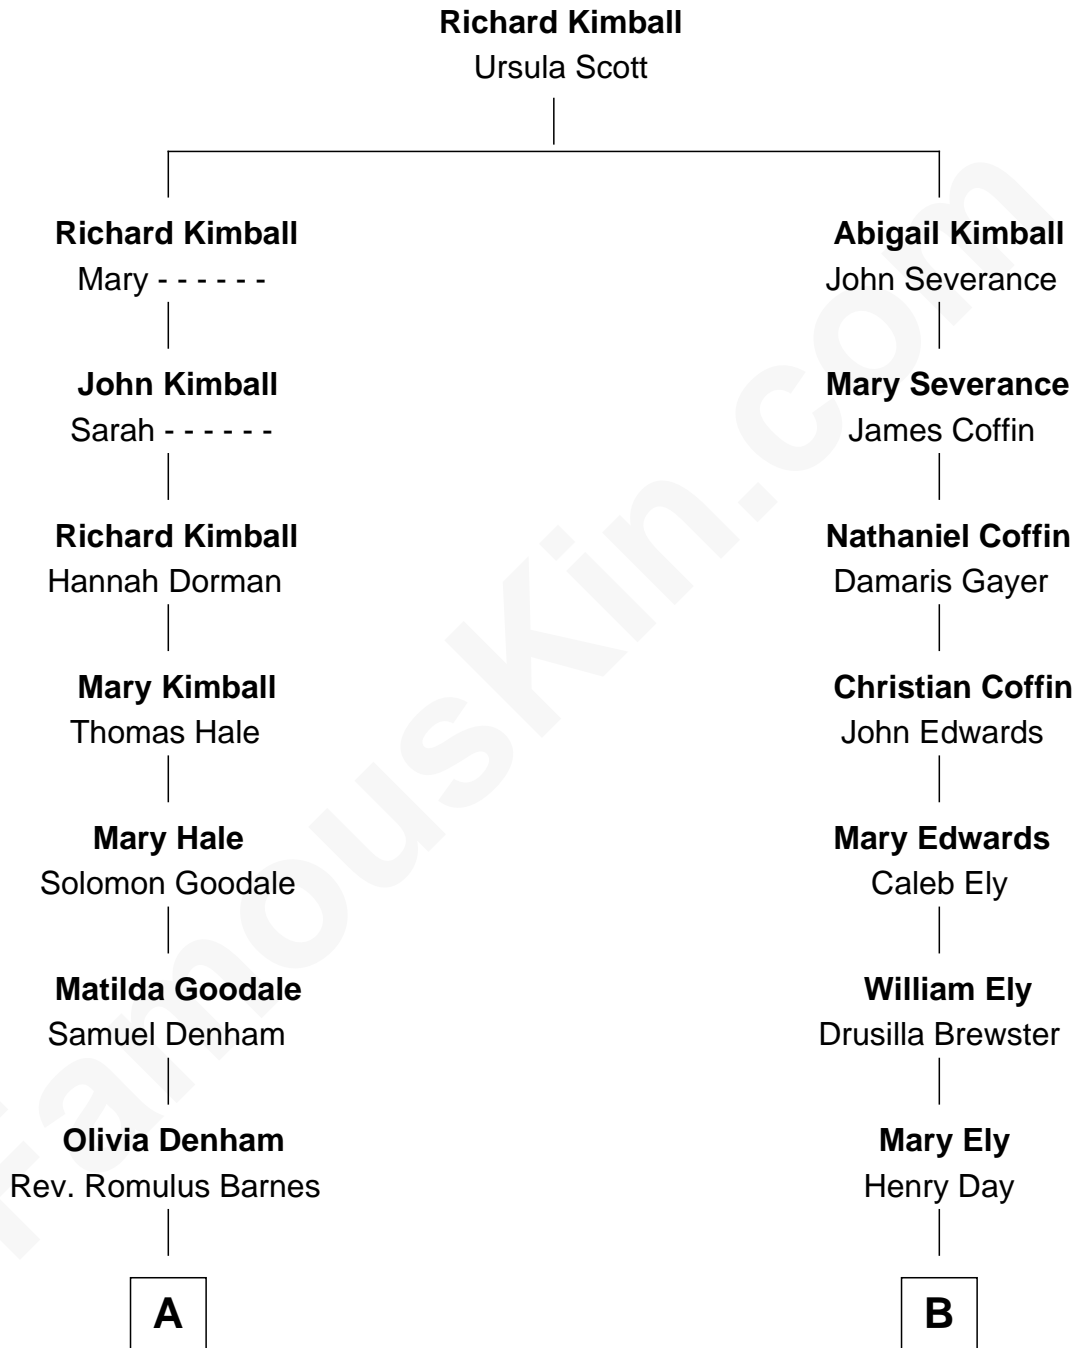 Richard Kimball
Ursula Scott
Richard Kimball
Mary - - - - - -
John Kimball
Sarah - - - - - -
Richard Kimball
Hannah Dorman
Mary Kimball
Thomas Hale
Mary Hale
Solomon Goodale
Matilda Goodale
Samuel Denham
Olivia Denham
Rev. Romulus Barnes
A
Abigail Kimball
John Severance
Mary Severance
James Coffin
Nathaniel Coffin
Damaris Gayer
Christian Coffin
John Edwards
Mary Edwards
Caleb Ely
William Ely
Drusilla Brewster
Mary Ely
Henry Day
B
FamousKin.com